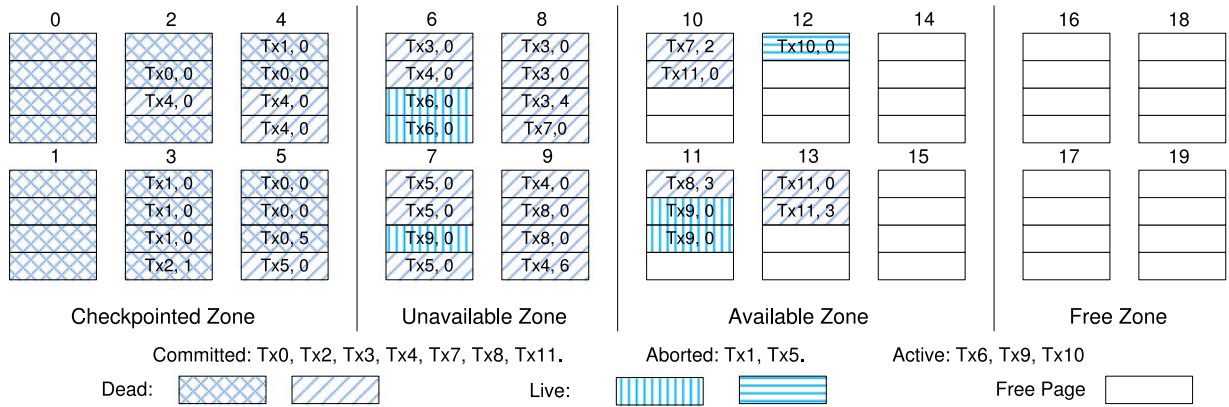 0 2 4 6 8 10 12 14 16 18
Tx1, 0 Tx3, 0 Tx3, 0 Tx7, 2 Tx10, 0
Tx0, 0 Tx0, 0 Tx4, 0 Tx3, 0 Tx11, 0
Tx4, 0 Tx4, 0 Tx6, 0 Tx3, 4
Tx4, 0 Tx6, 0 Tx7,0
1 3 5 7 9 11 13 15 17 19
Tx1, 0 Tx0, 0 Tx5, 0 Tx4, 0 Tx8, 3 Tx11, 0
Tx1, 0 Tx0, 0 Tx5, 0 Tx8, 0 Tx9, 0 Tx11, 3
Tx1, 0 Tx0, 5 Tx9, 0 Tx8, 0 Tx9, 0
Tx2, 1 Tx5, 0 Tx5, 0 Tx4, 6
Checkpointed Zone Unavailable Zone Available Zone Free Zone
Committed: Tx0, Tx2, Tx3, Tx4, Tx7, Tx8, Tx11. Aborted: Tx1, Tx5. Active: Tx6, Tx9, Tx10
Dead: Live: Free Page